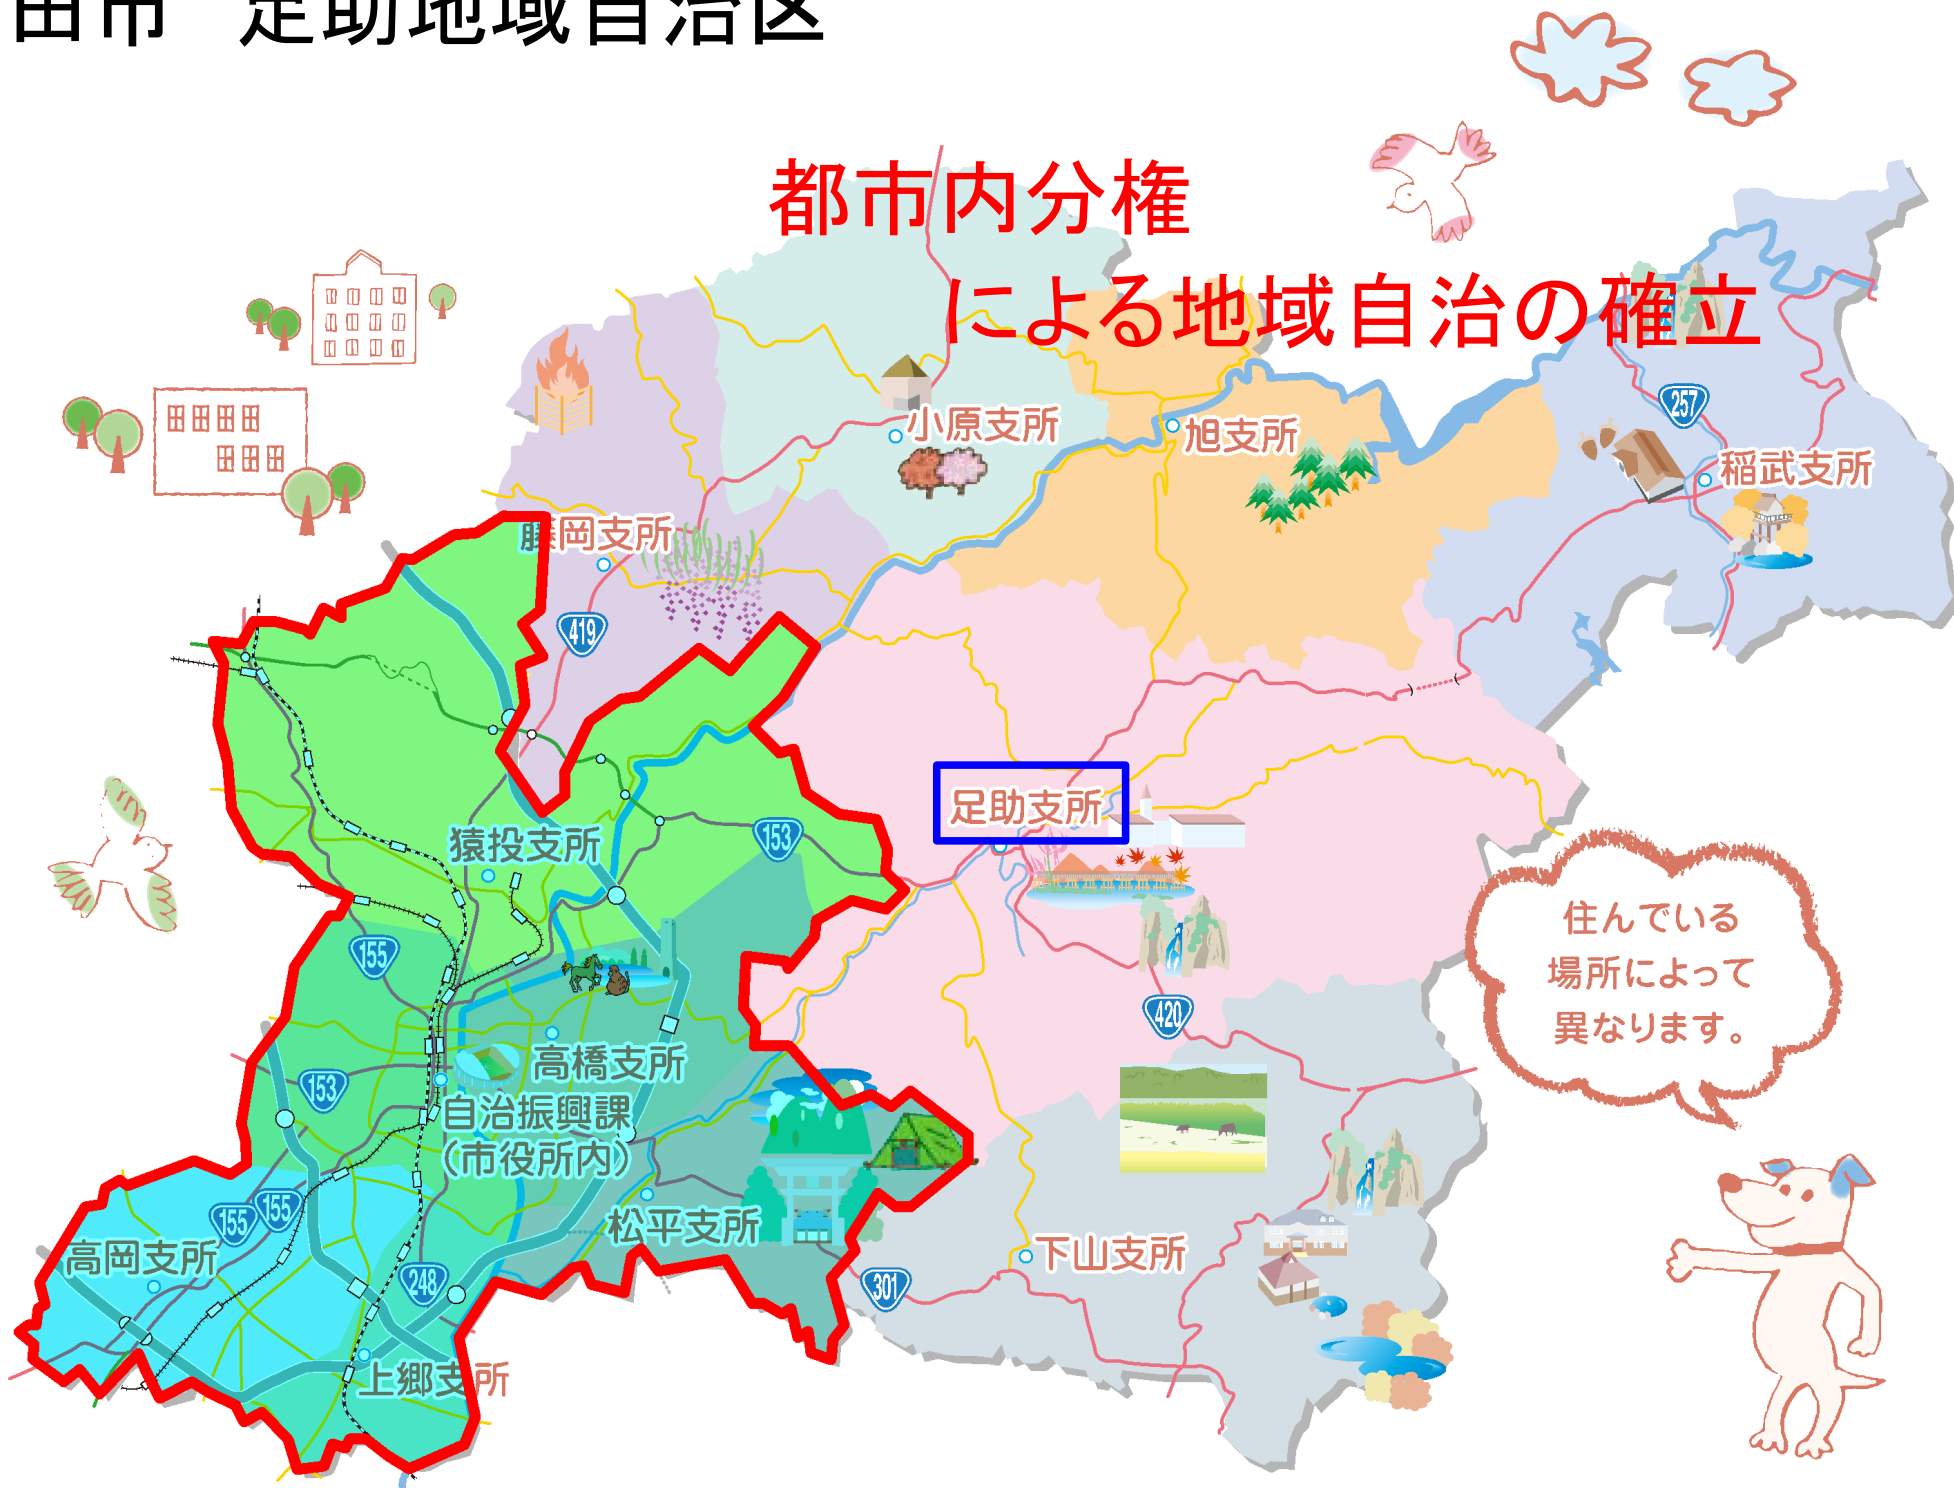 田市　足助地域自治区
都市内分権
による地域自治の確立
257
小原支所
旭支所
稲武支所
藤岡支所
419
足助支所
153
猿投支所
住んでいる
場所によって
異なります。
155
420
高橋支所
153
自治振興課
（市役所内）
155
155
松平支所
高岡支所
下山支所
248
301
上郷支所